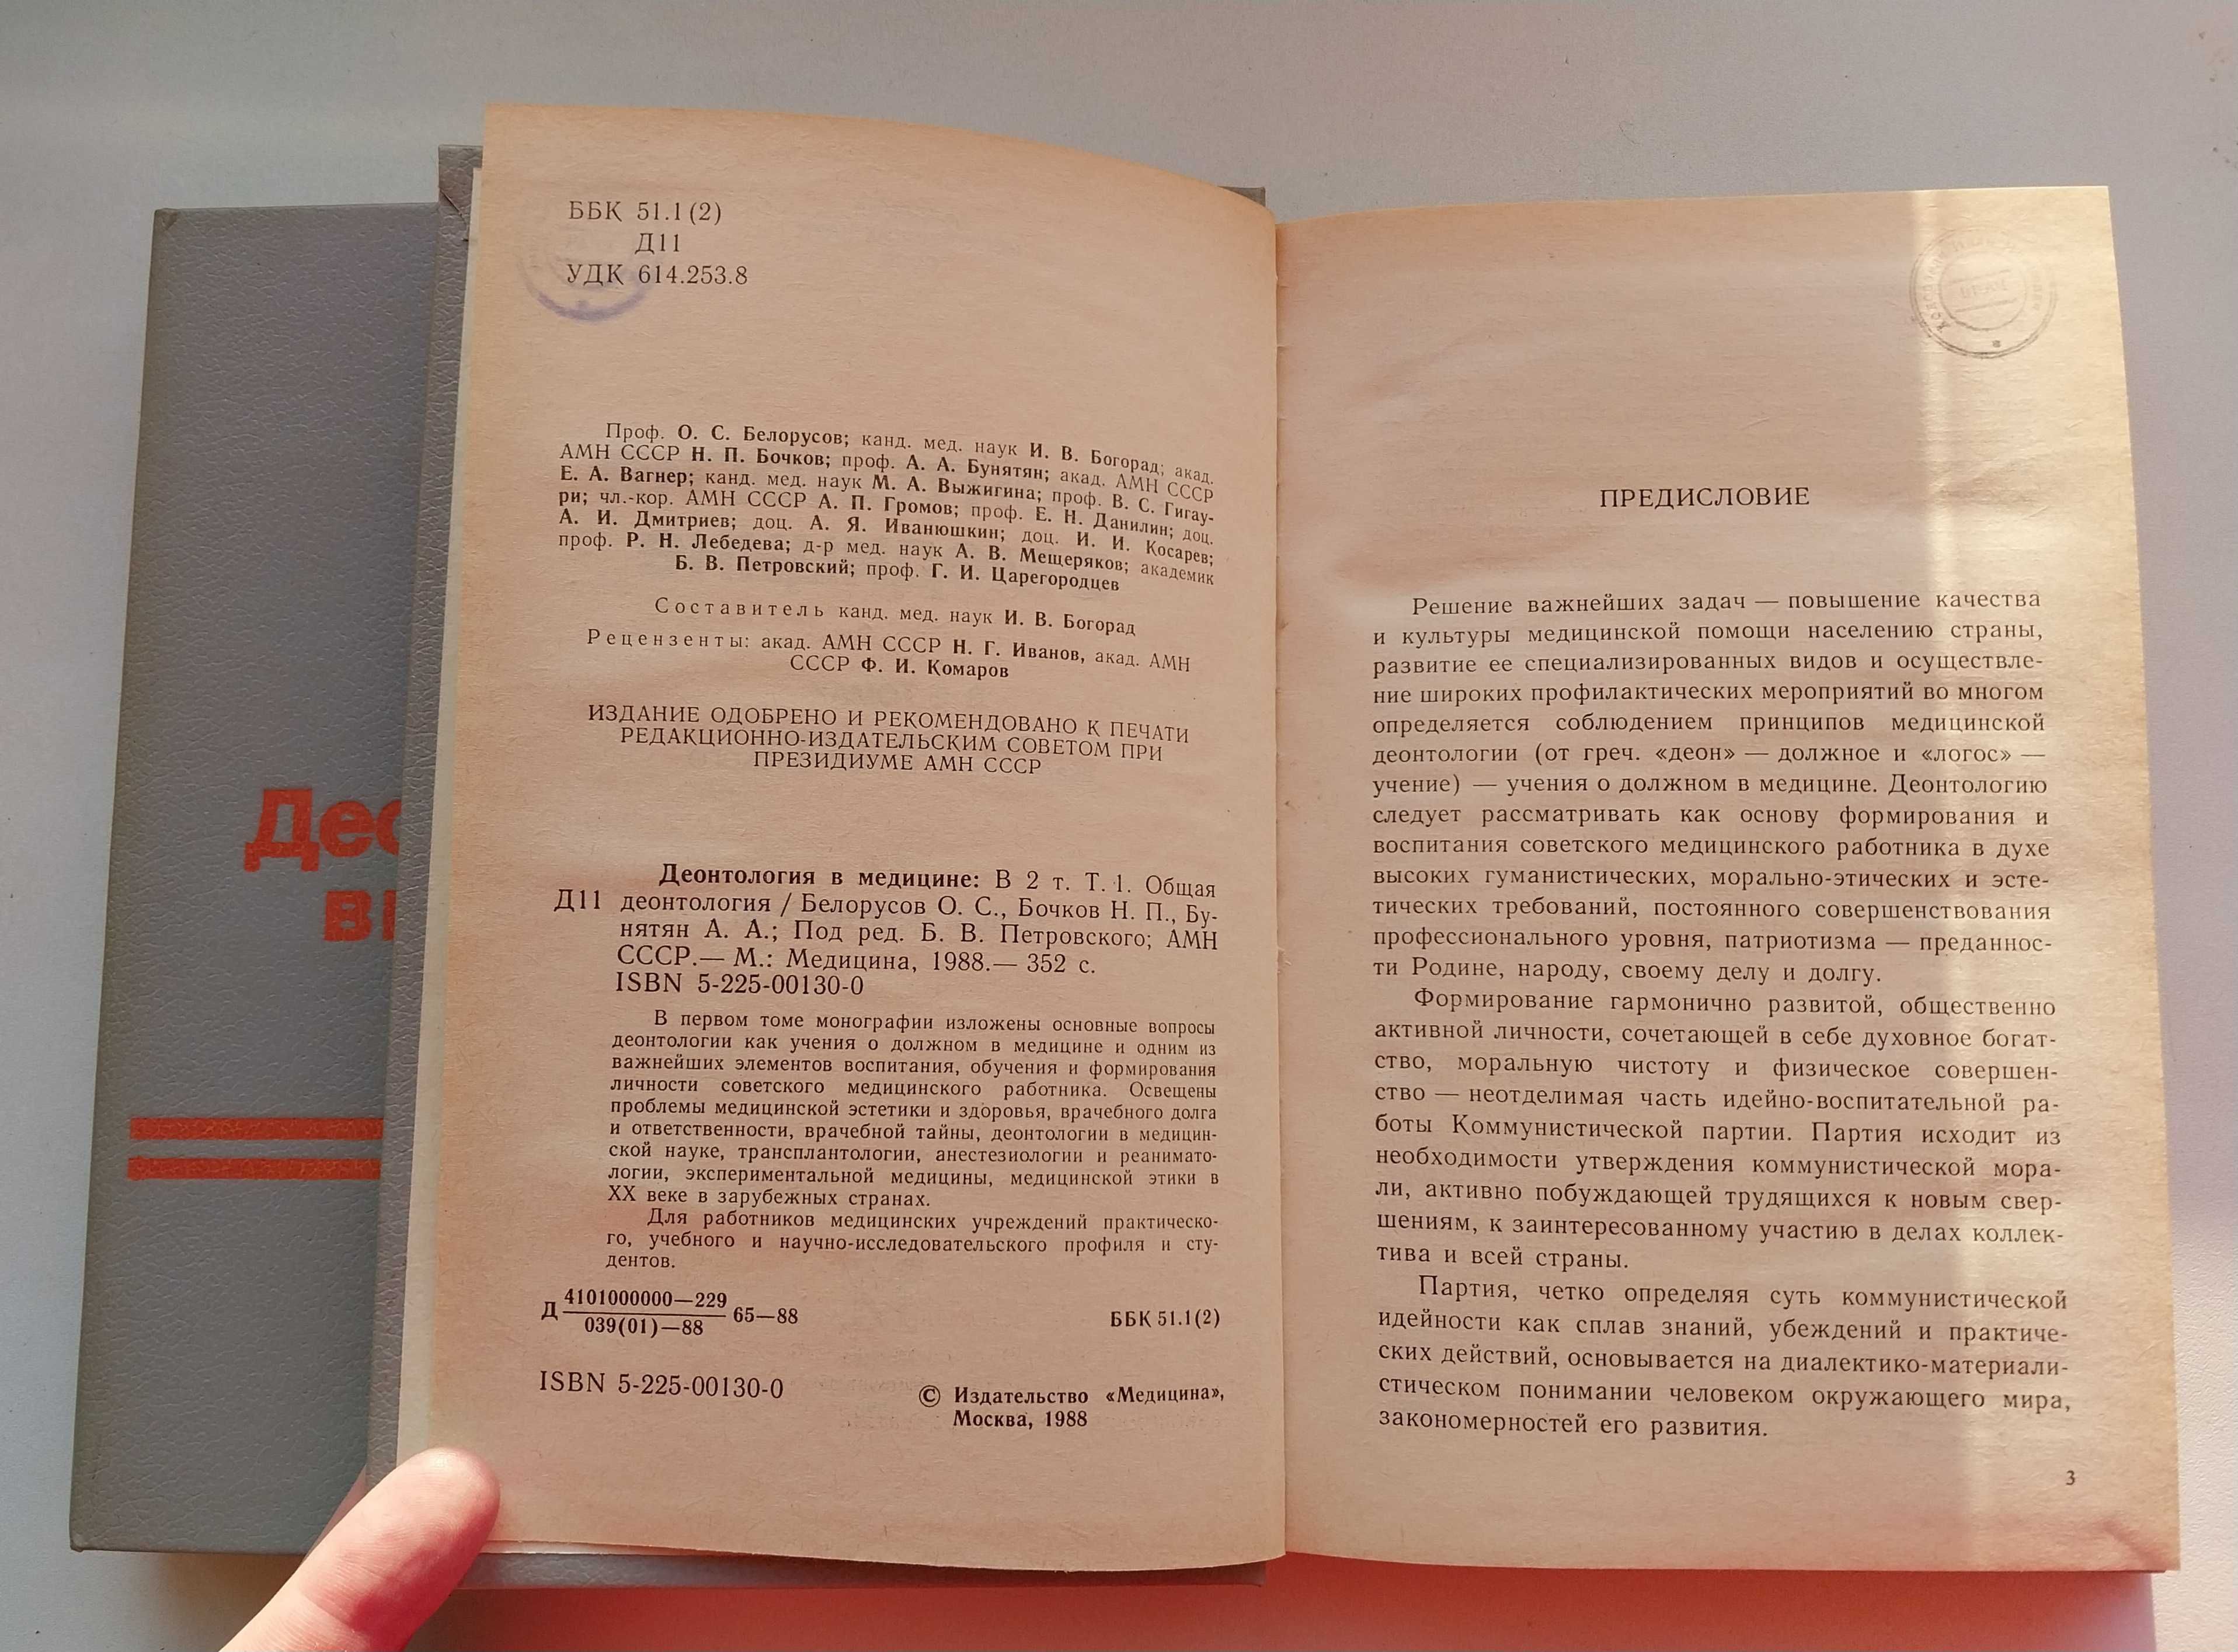 Део
в
ББК 51.1(2)
Д11
УДК 614.253.8
Проф. О. С. Белорусов; канд. мед. наук И. В. Богорад; акад.
АМН СССР Н. П. Бочков; проф. А. А. Бунятян; акад. АМН СССР
Е. А. Вагнер; канд. мед. наук М. А. Выжигина; проф. В. С. Гигау-
ри; чл.-кор. АМН СССР А. П. Громов; проф. Е. Н. Данилин; доц.
А. И. Дмитриев; доц. А. Я. Иванюшкин; доц. И. И. Косарев;
проф. Р. Н. Лебедева; д-р мед. наук А. В. Мещеряков; академик
Б. В. Петровский; проф. Г. И. Царегородцев
Составитель канд. мед. наук И. В. Богорад
Рецензенты: акад. АМН СССР Н. Г. Иванов, акад. АМН
СССР Ф. И. Комаров
ИЗДАНИЕ ОДОБРЕНО И РЕКОМЕНДОВАНО К ПЕЧАТИ
РЕДАКЦИОННО-ИЗДАТЕЛЬСКИМ СОВЕТОМ ПРИ
ПРЕЗИДИУМЕ АМН СССР
Деонтология в медицине: В 2 т. Т. 1. Общая
Д11 деонтология / Белорусов О. С., Бочков Н. П., Бу-
нятян А. А.; Под ред. Б. В. Петровского; АМН
СССР.— М.: Медицина, 1988.— 352 с.
ISBN 5-225-00130-0
В первом томе монографии изложены основные вопросы
деонтологии как учения о должном в медицине и одним из
важнейших элементов воспитания, обучения и формирования
личности советского медицинского работника. Освещены
проблемы медицинской эстетики и здоровья, врачебного долга
и ответственности, врачебной тайны, деонтологии в медицин-
ской науке, трансплантологии, анестезиологии и реанимато-
логии, экспериментальной медицины, медицинской этики в
XX веке в зарубежных странах.
Для работников медицинских учреждений практическо-
го, учебного и научно-исследовательского профиля и сту-
дентов.
4101000000—229
Д 65—88 ББК 51.1(2)
039(01)—88
ISBN 5-225-00130-0
© Издательство «Медицина»,
Москва, 1988
ПРЕДИСЛОВИЕ
Решение важнейших задач — повышение качества
и культуры медицинской помощи населению страны,
развитие ее специализированных видов и осуществле-
ние широких профилактических мероприятий во многом
определяется соблюдением принципов медицинской
деонтологии (от греч. «деон» — должное и «логос» —
учение) — учения о должном в медицине. Деонтологию
следует рассматривать как основу формирования и
воспитания советского медицинского работника в духе
высоких гуманистических, морально-этических и эсте-
тических требований, постоянного совершенствования
профессионального уровня, патриотизма — преданнос-
ти Родине, народу, своему делу и долгу.
Формирование гармонично развитой, общественно
активной личности, сочетающей в себе духовное богат-
ство, моральную чистоту и физическое совершен-
ство — неотделимая часть идейно-воспитательной ра-
боты Коммунистической партии. Партия исходит из
необходимости утверждения коммунистической мора-
ли, активно побуждающей трудящихся к новым свер-
шениям, к заинтересованному участию в делах коллек-
тива и всей страны.
Партия, четко определяя суть коммунистической
идейности как сплав знаний, убеждений и практиче-
ских действий, основывается на диалектико-материали-
стическом понимании человеком окружающего мира,
закономерностей его развития.
3